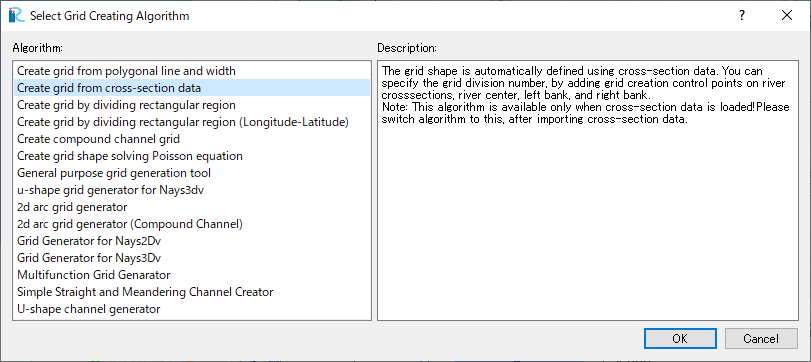 Select Grid Creating Algorithm
Algorithm:
Create grid from polygonal line and width
Create grid from cross-section data
Create grid by dividing rectangular region
Create grid by dividing rectangular region (Longitude-Latitude)
Create compound channel grid
Create grid shape solving Poisson equation
General purpose grid generation tool
u-shape grid generator for Nays3dv
2d arc grid generator
2d arc grid generator (Compound Channel)
Grid Generator for Nays2Dv
Grid Generator for Nays3Dv
Multifunction Grid Genarator
Simple Straight and Meandering Channel Creator
U-shape channel generator
Description:
The grid shape is automatically defined using cross-section data. You can
specify the grid division number, by adding grid creation control points on river
crosssections, river center, left bank, and right bank.
Note: This algorithm is available only when cross-section data is loaded!Please
switch algorithm to this, after importing cross-section data.
OK
Cancel